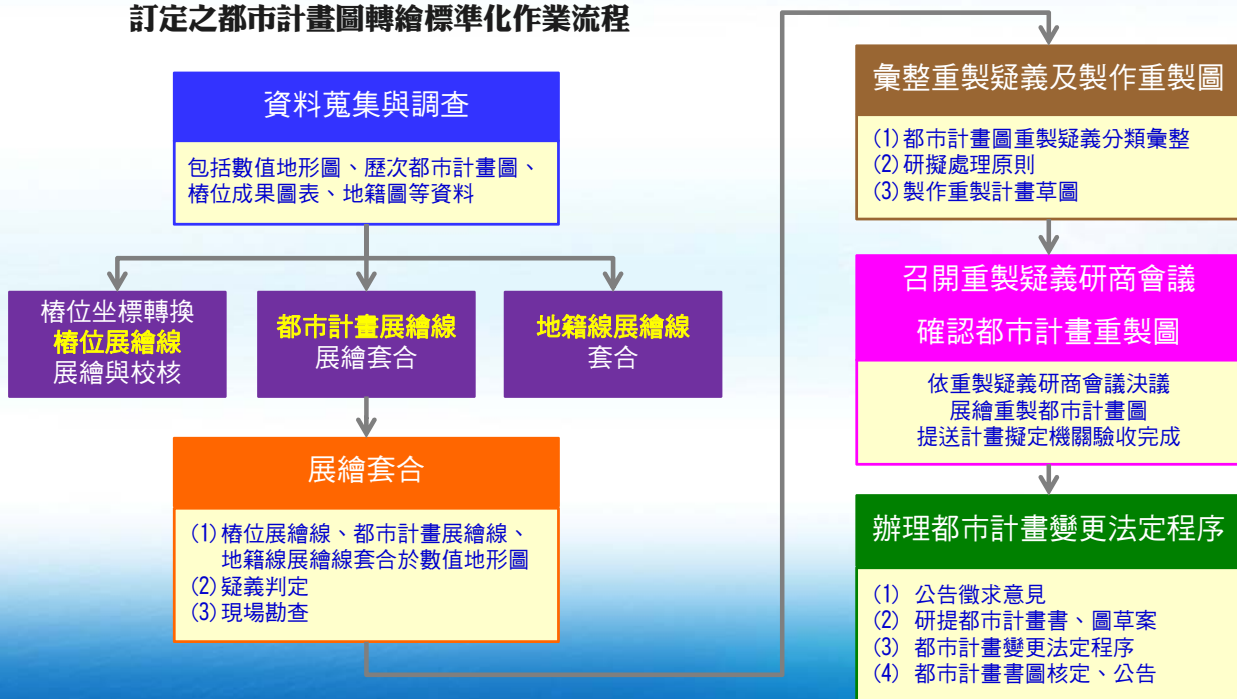 訂定之都市計畫圖轉繪標準化作業流程
資料蒐集與調查
包括數值地形圖、歷次都市計畫圖、
樁位成果圖表、地籍圖等資料
樁位坐標轉換
樁位展繪線
展繪與校核
都市計畫展繪線
展繪套合
地籍線展繪線
套合
展繪套合
(1)樁位展繪線、都市計畫展繪線、
地籍線展繪線套合於數值地形圖
(2)疑義判定
(3)現場勘查
彙整重製疑義及製作重製圖
(1)都市計畫圖重製疑義分類彙整
(2)研擬處理原則
(3)製作重製計畫草圖
召開重製疑義研商會議
確認都市計畫重製圖
依重製疑義研商會議決議
展繪重製都市計畫圖
提送計畫擬定機關驗收完成
辦理都市計畫變更法定程序
(1) 公告徵求意見
(2) 研提都市計畫書、圖草案
(3) 都市計畫變更法定程序
(4) 都市計畫書圖核定、公告